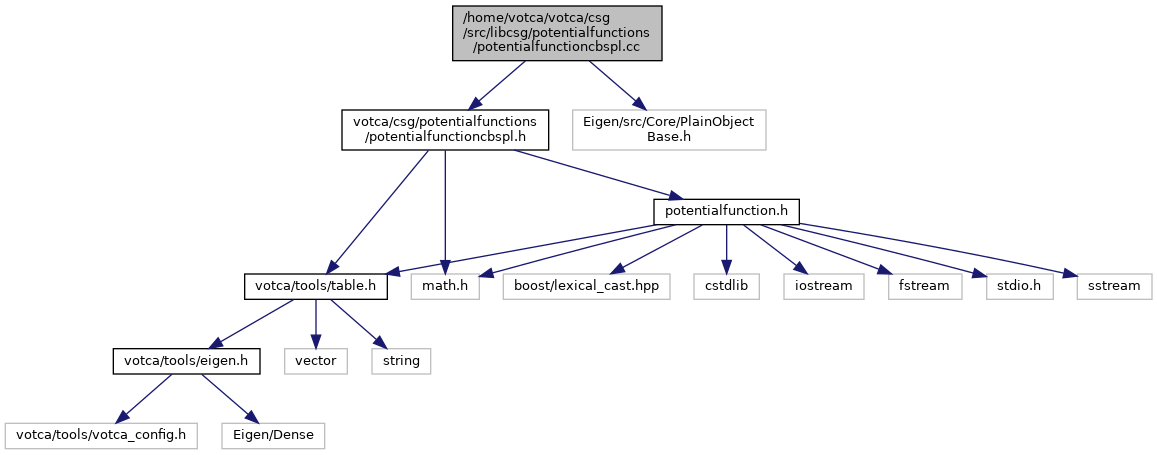 /home/votca/votca/csg
/src/libcsg/potentialfunctions
/potentialfunctioncbspl.cc
votca/csg/potentialfunctions
/potentialfunctioncbspl.h
Eigen/src/Core/PlainObject
Base.h
potentialfunction.h
votca/tools/table.h
math.h
boost/lexical_cast.hpp
cstdlib
iostream
fstream
stdio.h
sstream
votca/tools/eigen.h
vector
string
votca/tools/votca_config.h
Eigen/Dense